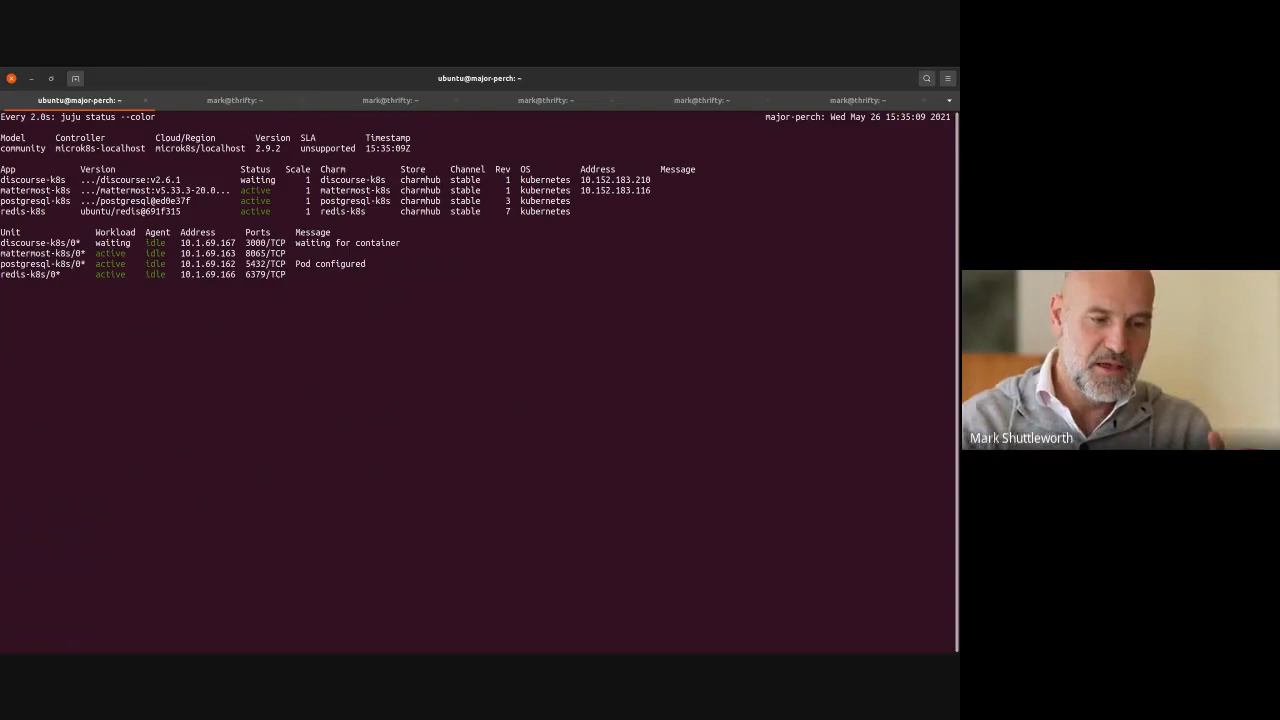 ubuntu@major-perch: ~
ubuntu@major-perch: ~ mark@thrifty: ~ mark@thrifty: ~ mark@thrifty: ~ mark@thrifty: ~ mark@thrifty: ~
Every 2.0s: juju status --color major-perch: Wed May 26 15:35:09 2021
Model Controller Cloud/Region Version SLA Timestamp
community microk8s-localhost microk8s/localhost 2.9.2 unsupported 15:35:09Z
App Version Status Scale Charm Store Channel Rev OS Address Message
discourse-k8s .../discourse:v2.6.1 waiting 1 discourse-k8s charmhub stable 1 kubernetes 10.152.183.210
mattermost-k8s .../mattermost:v5.33.3-20.0... active 1 mattermost-k8s charmhub stable 1 kubernetes 10.152.183.116
postgresql-k8s .../postgresql@ed0e37f active 1 postgresql-k8s charmhub stable 3 kubernetes
redis-k8s ubuntu/redis@691f315 active 1 redis-k8s charmhub stable 7 kubernetes
Unit Workload Agent Address Ports Message
discourse-k8s/0* waiting idle 10.1.69.167 3000/TCP waiting for container
mattermost-k8s/0* active idle 10.1.69.163 8065/TCP
postgresql-k8s/0* active idle 10.1.69.162 5432/TCP Pod configured
redis-k8s/0* active idle 10.1.69.166 6379/TCP
Mark Shuttleworth